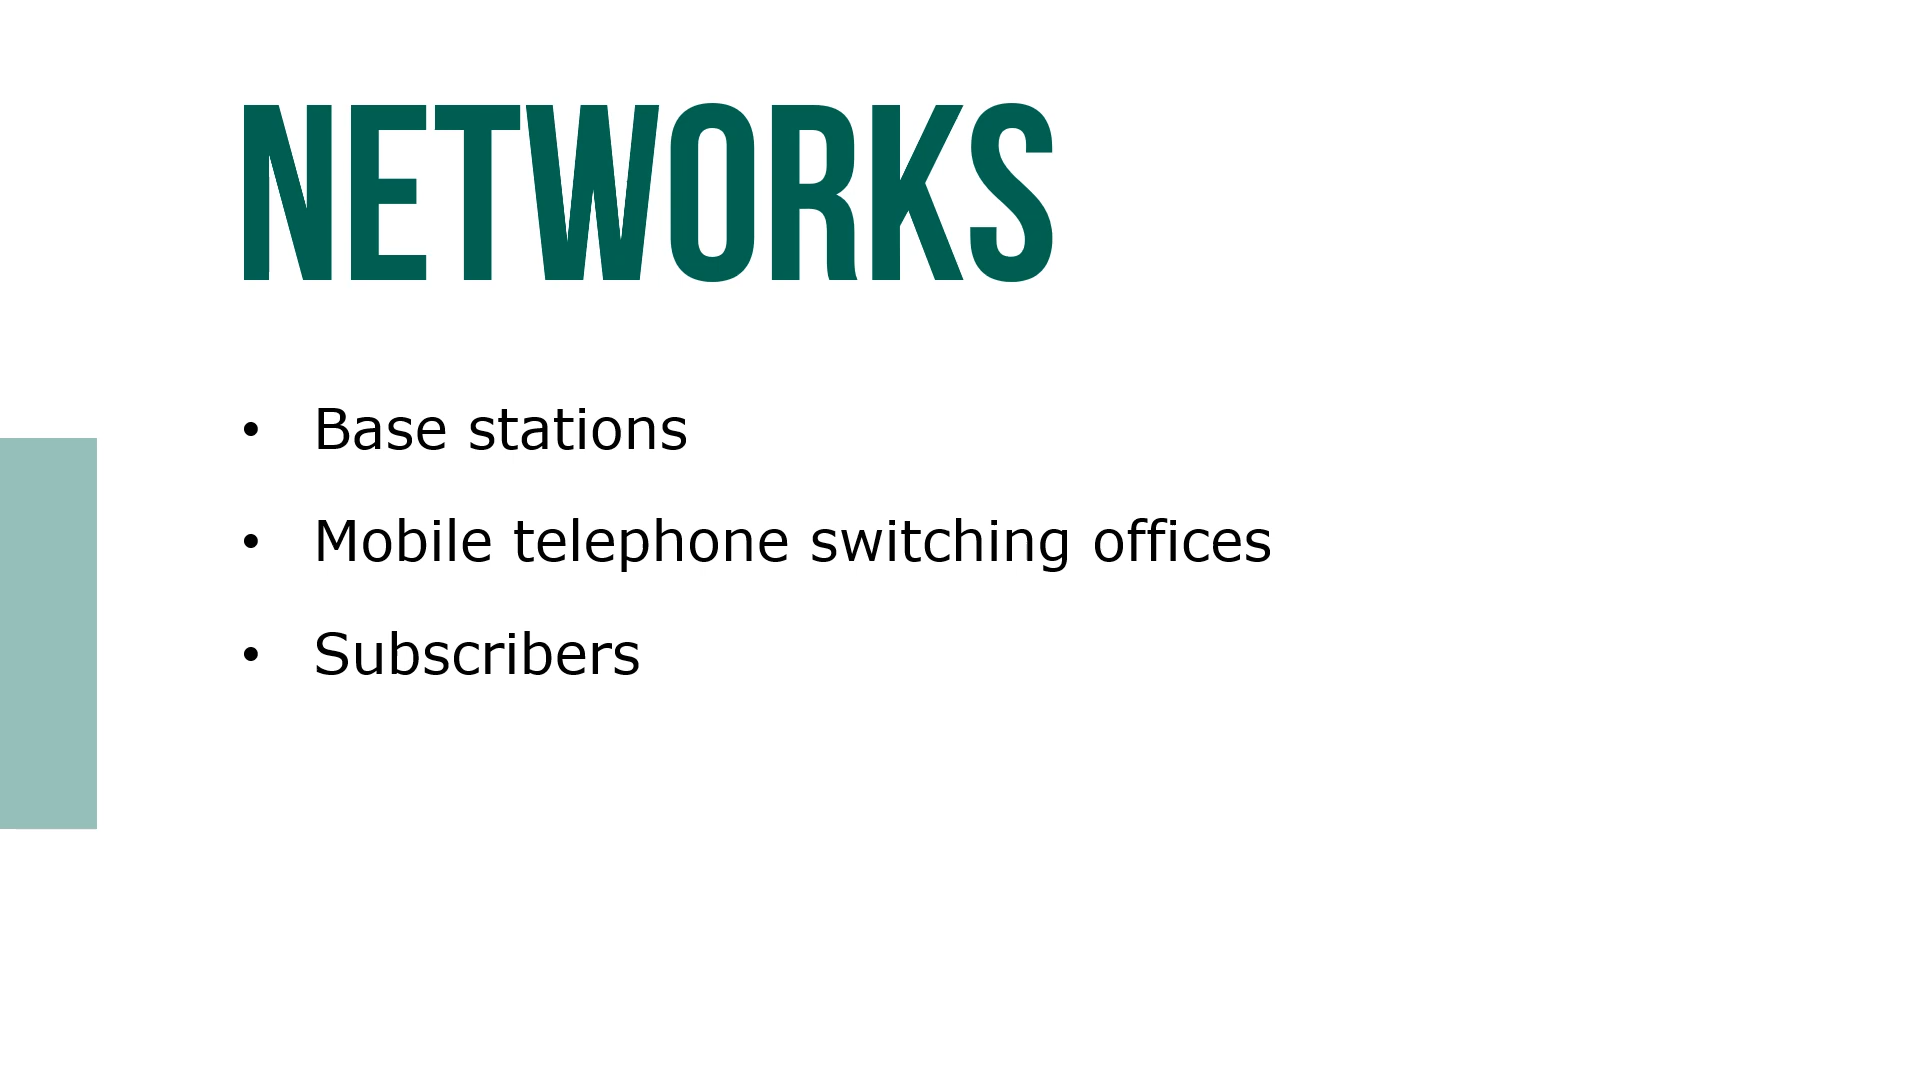 NETWORKS
• Base stations
• Mobile telephone switching offices
• Subscribers